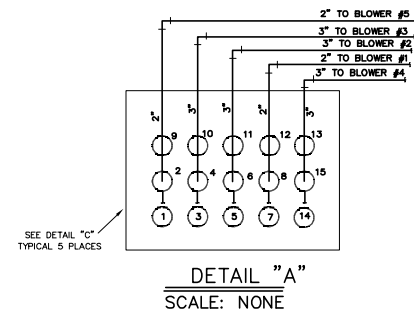 2" TO BLOWER #5
3" TO BLOWER #3
3" TO BLOWER #2
2" TO BLOWER #1
3" TO BLOWER #4
2" 3" 3" 2" 3"
9 10 11 12 13
2 4 6 8 15
1 3 5 7 14
SEE DETAIL "C"
TYPICAL 5 PLACES
DETAIL "A"
SCALE: NONE